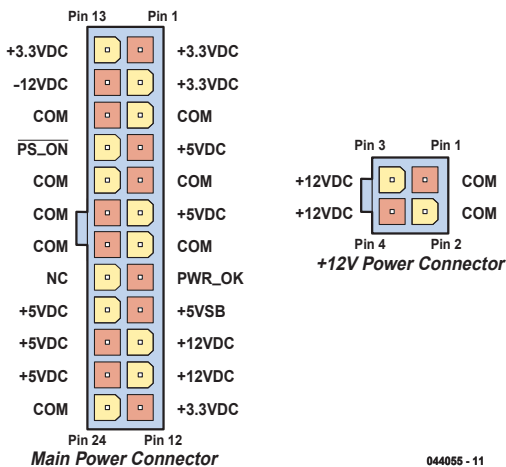 Pin 13 Pin 1
+3.3VDC +3.3VDC
-12VDC +3.3VDC
COM COM
PS_ON +5VDC
COM COM
COM +5VDC
COM COM
NC PWR_OK
+5VDC +5VSB
+5VDC +12VDC
+5VDC +12VDC
COM +3.3VDC
Pin 24 Pin 12
Main Power Connector
Pin 3 Pin 1
+12VDC COM
+12VDC COM
Pin 4 Pin 2
+12V Power Connector
044055 - 11